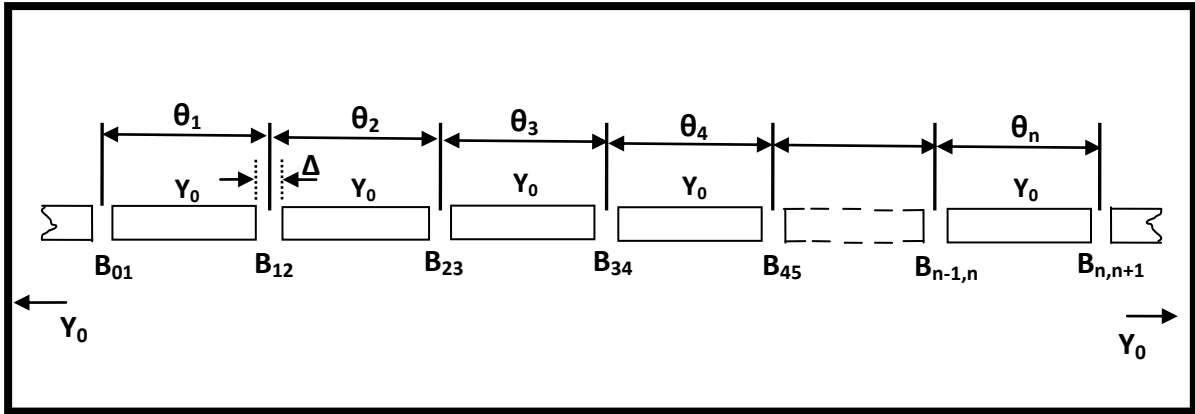 θ₁ θ₂ θ₃ θ₄ θₙ
Δ
Y₀ Y₀ Y₀ Y₀ Y₀
B₀₁ B₁₂ B₂₃ B₃₄ B₄₅ Bₙ₋₁,ₙ Bₙ,ₙ₊₁
Y₀ Y₀